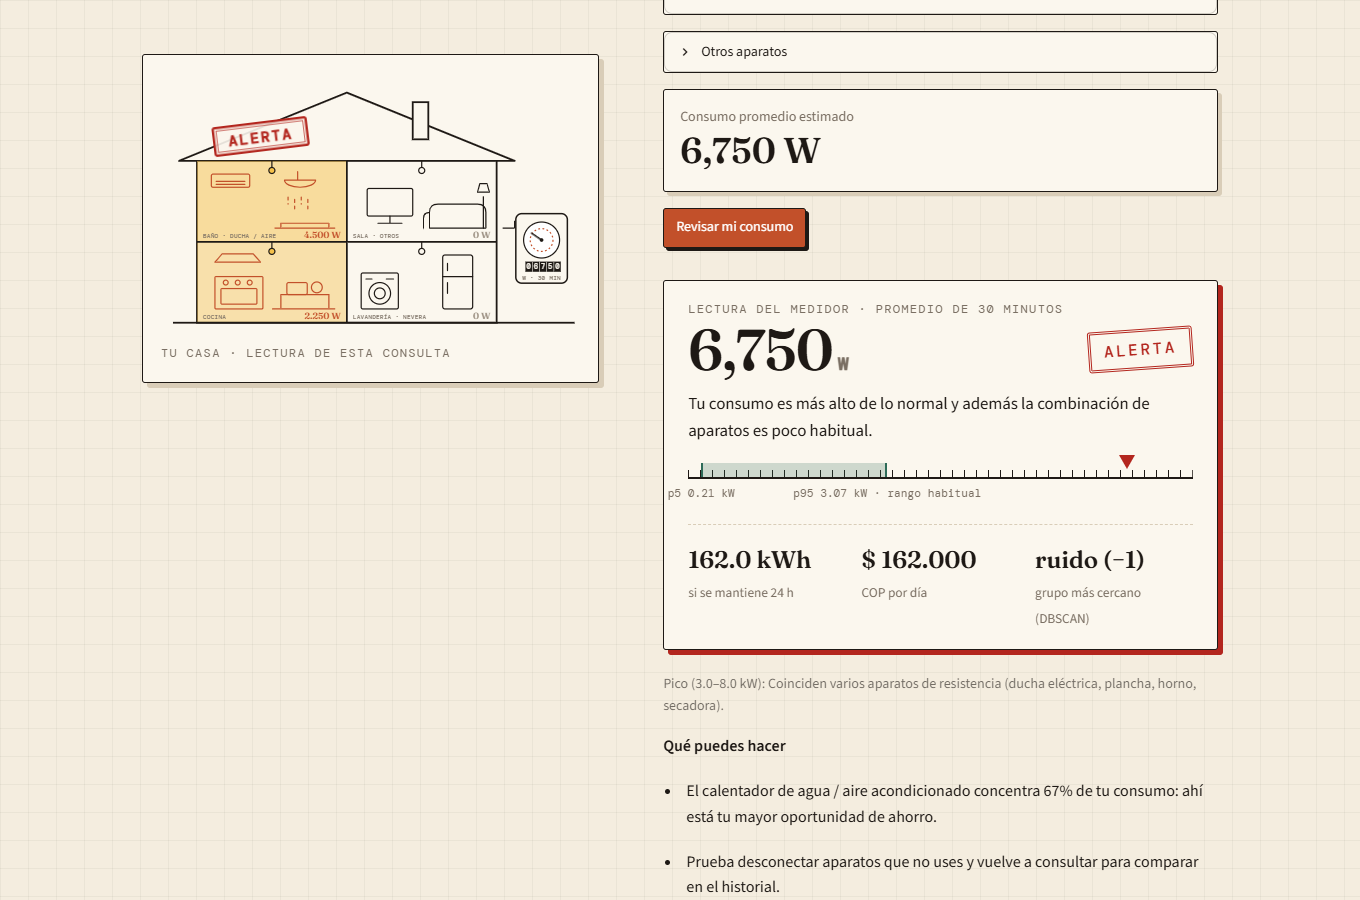 ALERTA
BAÑO · DUCHA / AIRE
4.500 W
SALA · OTROS
0 W
06750
W · 30 MIN
COCINA
2.250 W
LAVANDERÍA · NEVERA
0 W
TU CASA · LECTURA DE ESTA CONSULTA
Otros aparatos
Consumo promedio estimado
6,750 W
Revisar mi consumo
LECTURA DEL MEDIDOR · PROMEDIO DE 30 MINUTOS
6,750 W
ALERTA
Tu consumo es más alto de lo normal y además la combinación de
aparatos es poco habitual.
p5 0.21 kW
p95 3.07 kW · rango habitual
162.0 kWh
si se mantiene 24 h
$ 162.000
COP por día
ruido (−1)
grupo más cercano
(DBSCAN)
Pico (3.0–8.0 kW): Coinciden varios aparatos de resistencia (ducha eléctrica, plancha, horno,
secadora).
Qué puedes hacer
• El calentador de agua / aire acondicionado concentra 67% de tu consumo: ahí
está tu mayor oportunidad de ahorro.
• Prueba desconectar aparatos que no uses y vuelve a consultar para comparar
en el historial.